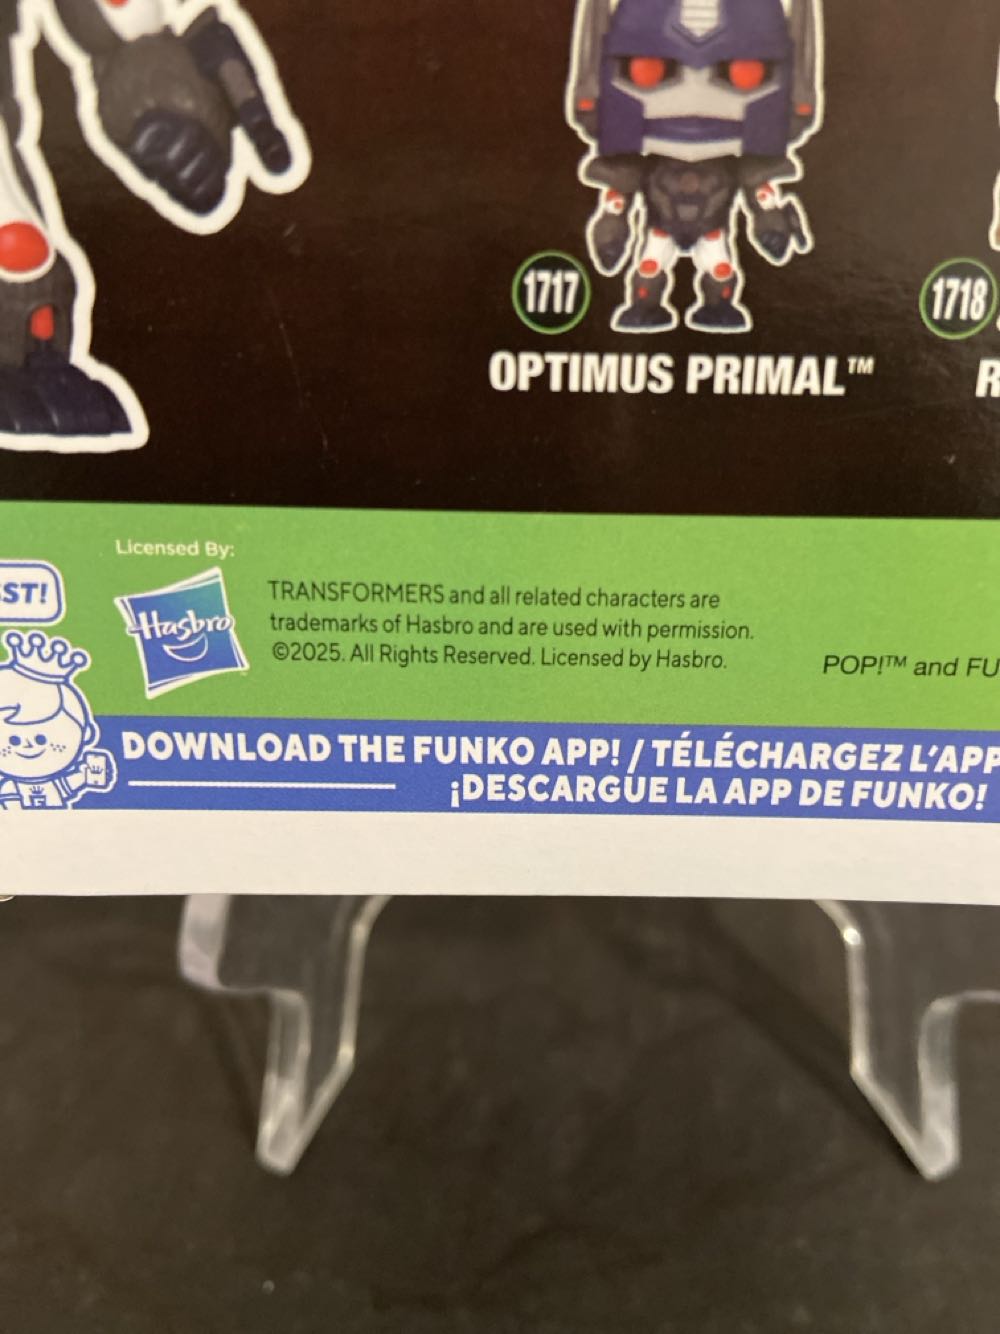 1717
1718
OPTIMUS PRIMAL™
R
Licensed By:
ST!
Hasbro
TRANSFORMERS and all related characters are
trademarks of Hasbro and are used with permission.
©2025. All Rights Reserved. Licensed by Hasbro.
POP!™ and FU
DOWNLOAD THE FUNKO APP! / TÉLÉCHARGEZ L'APP
¡DESCARGUE LA APP DE FUNKO!